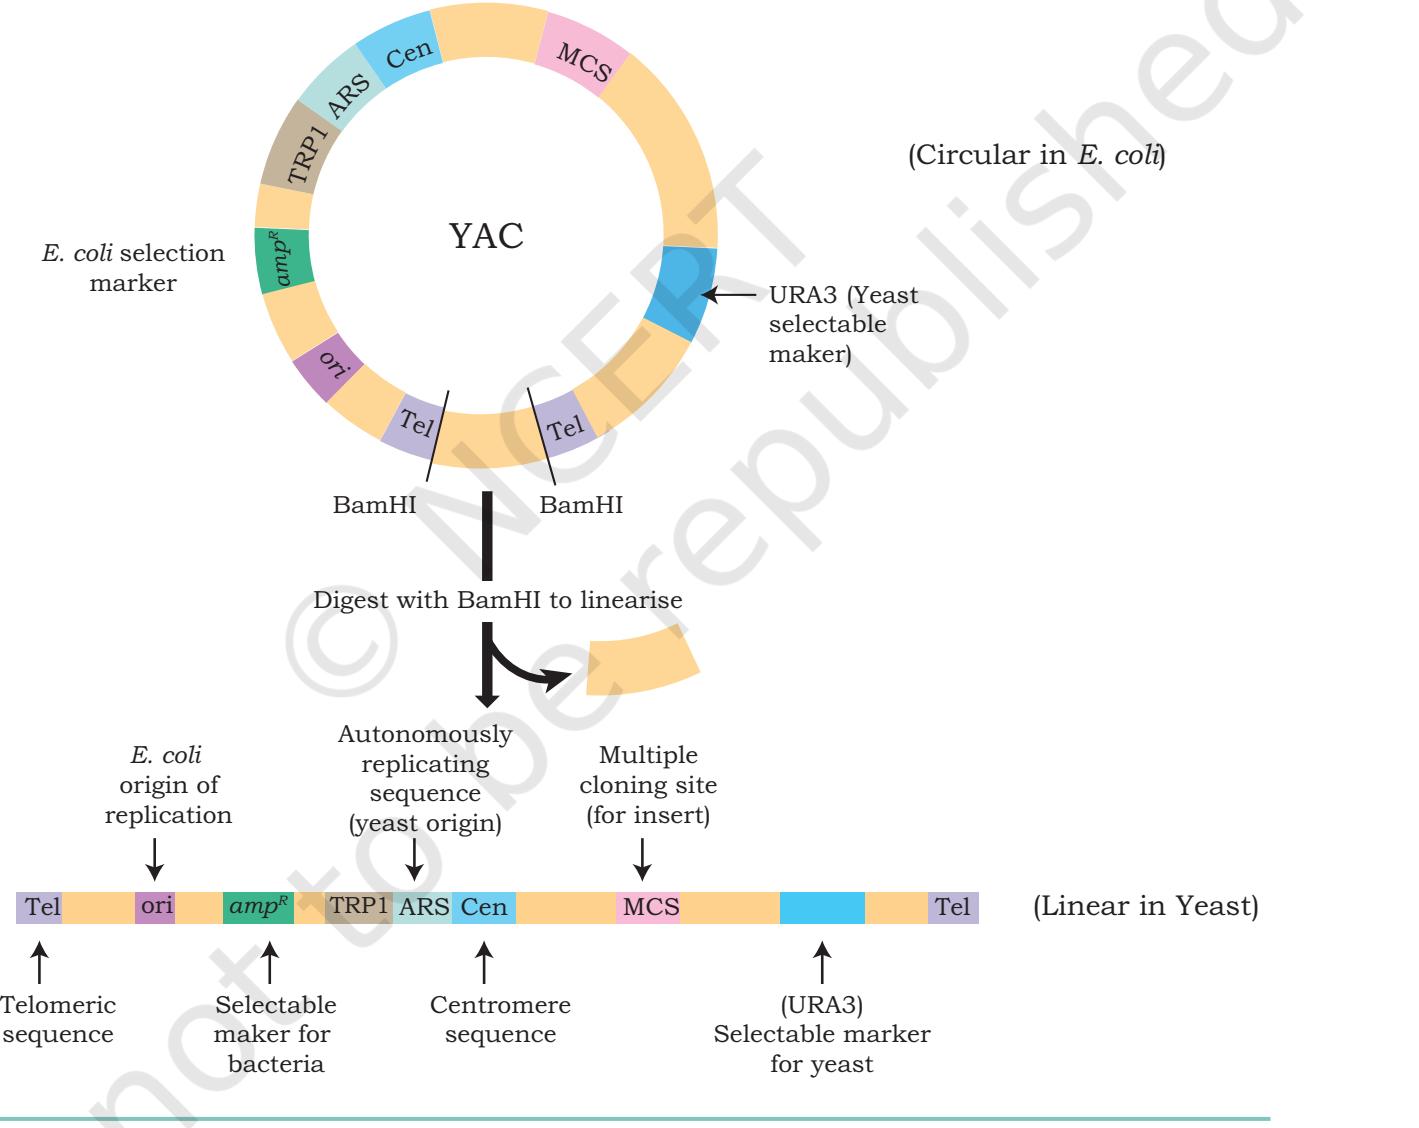 Cen
MCS
ARS
TRP1
(Circular in E. coli)
YAC
E. coli selection
marker
ampR
URA3 (Yeast
selectable
maker)
ori
Tel
Tel
BamHI
BamHI
Digest with BamHI to linearise
Autonomously
replicating
sequence
(yeast origin)
E. coli
origin of
replication
Multiple
cloning site
(for insert)
Tel ori ampR TRP1 ARS Cen MCS Tel
(Linear in Yeast)
Telomeric
sequence
Selectable
maker for
bacteria
Centromere
sequence
(URA3)
Selectable marker
for yeast
© NCERT
not to be republished